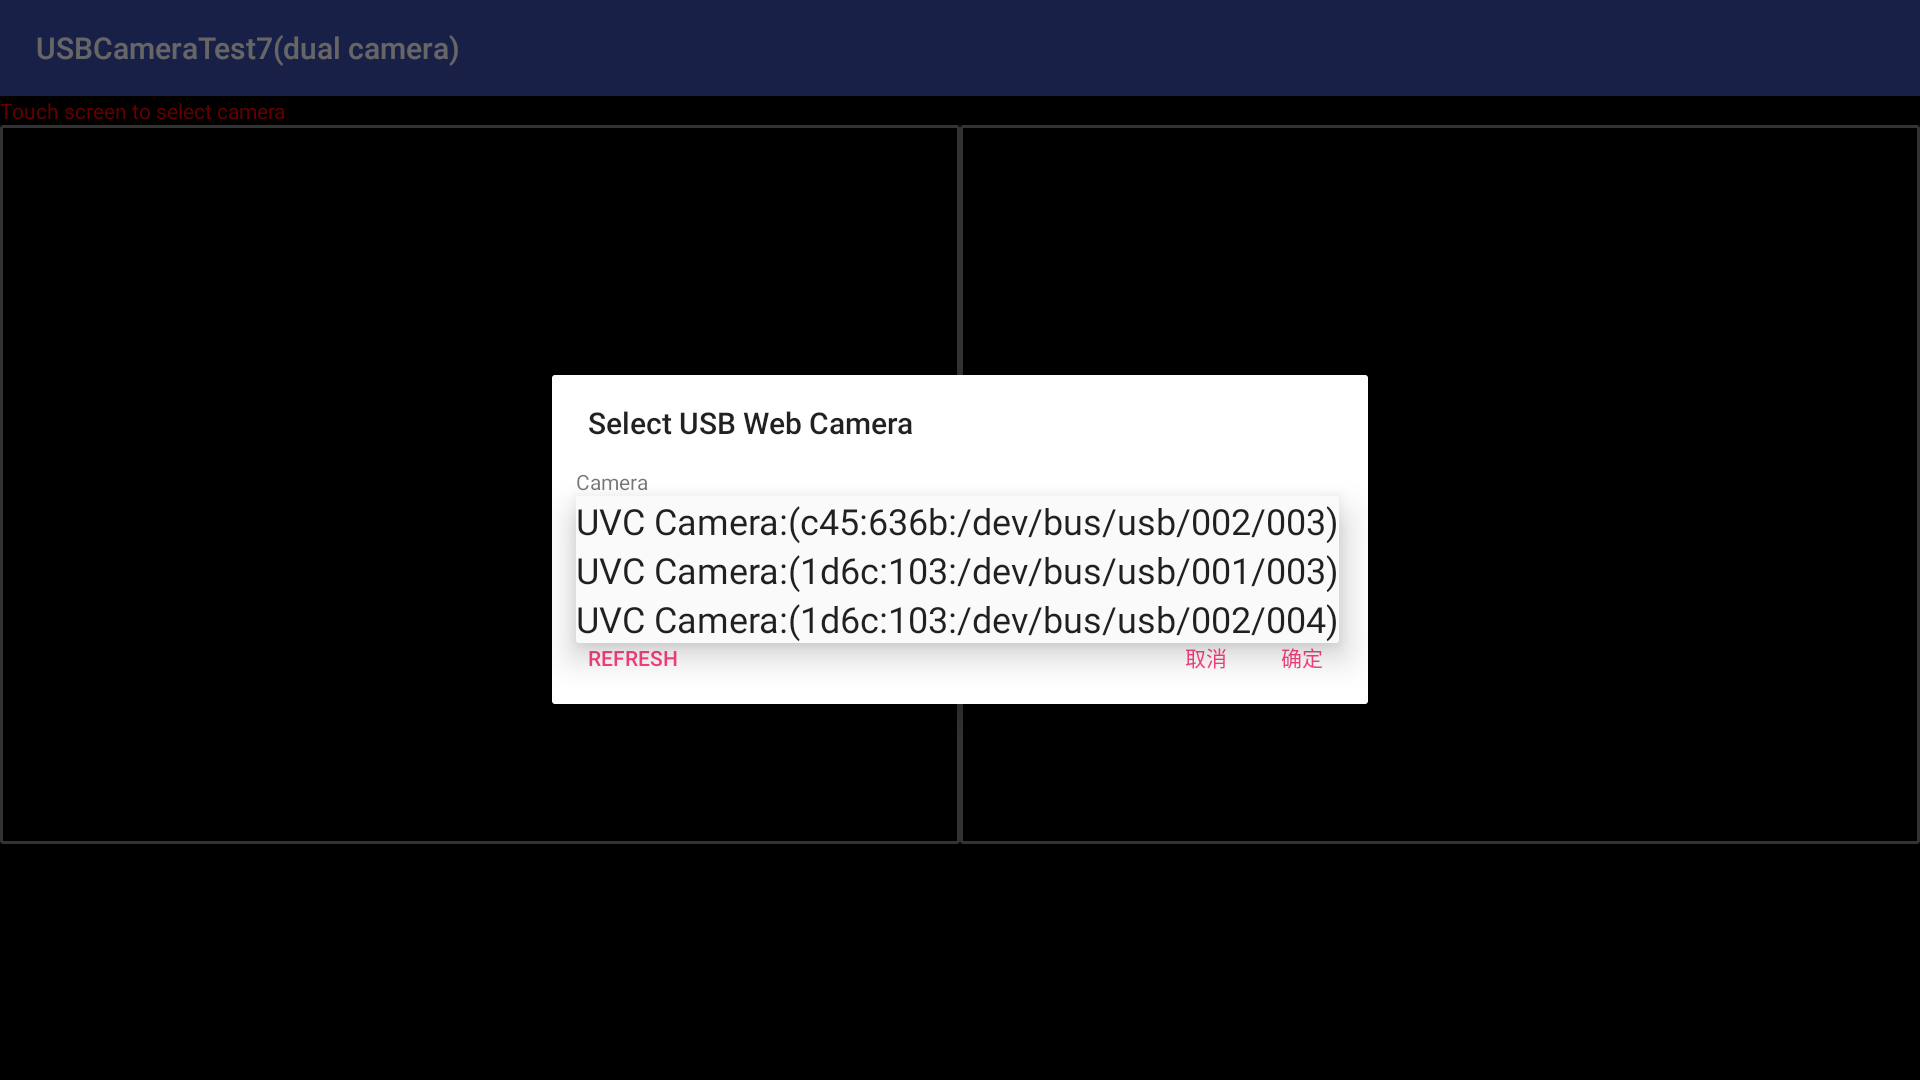 USBCameraTest7(dual camera)
Touch screen to select camera
Select USB Web Camera
Camera
UVC Camera:(c45:636b:/dev/bus/usb/002/003)
UVC Camera:(1d6c:103:/dev/bus/usb/001/003)
UVC Camera:(1d6c:103:/dev/bus/usb/002/004)
REFRESH 取消 确定